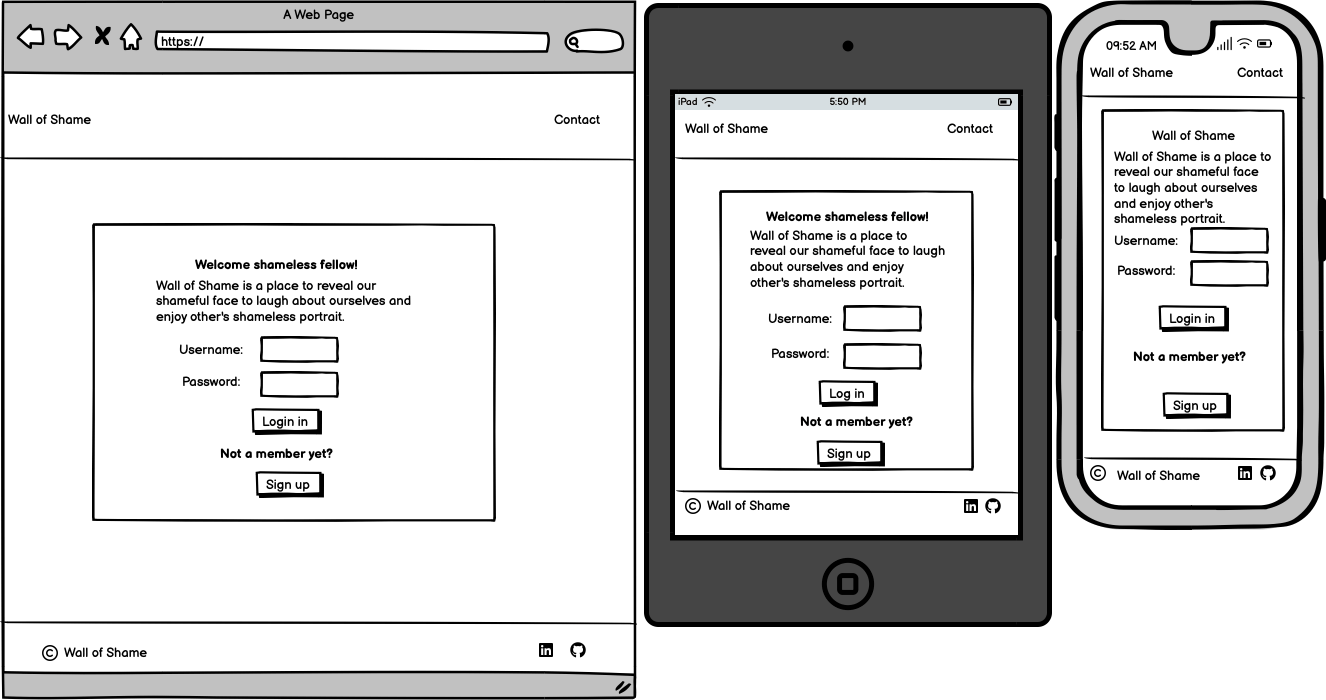 A Web Page
https://
Wall of Shame
Contact
Welcome shameless fellow!
Wall of Shame is a place to reveal our
shameful face to laugh about ourselves and
enjoy other's shameless portrait.
Username:
Password:
Login in
Not a member yet?
Sign up
© Wall of Shame
in
iPad
5:50 PM
Wall of Shame
Contact
Welcome shameless fellow!
Wall of Shame is a place to
reveal our shameful face to laugh
about ourselves and enjoy
other's shameless portrait.
Username:
Password:
Log in
Not a member yet?
Sign up
© Wall of Shame
in
09:52 AM
Wall of Shame
Contact
Wall of Shame
Wall of Shame is a place to
reveal our shameful face
to laugh about ourselves
and enjoy other's
shameless portrait.
Username:
Password:
Login in
Not a member yet?
Sign up
© Wall of Shame
in